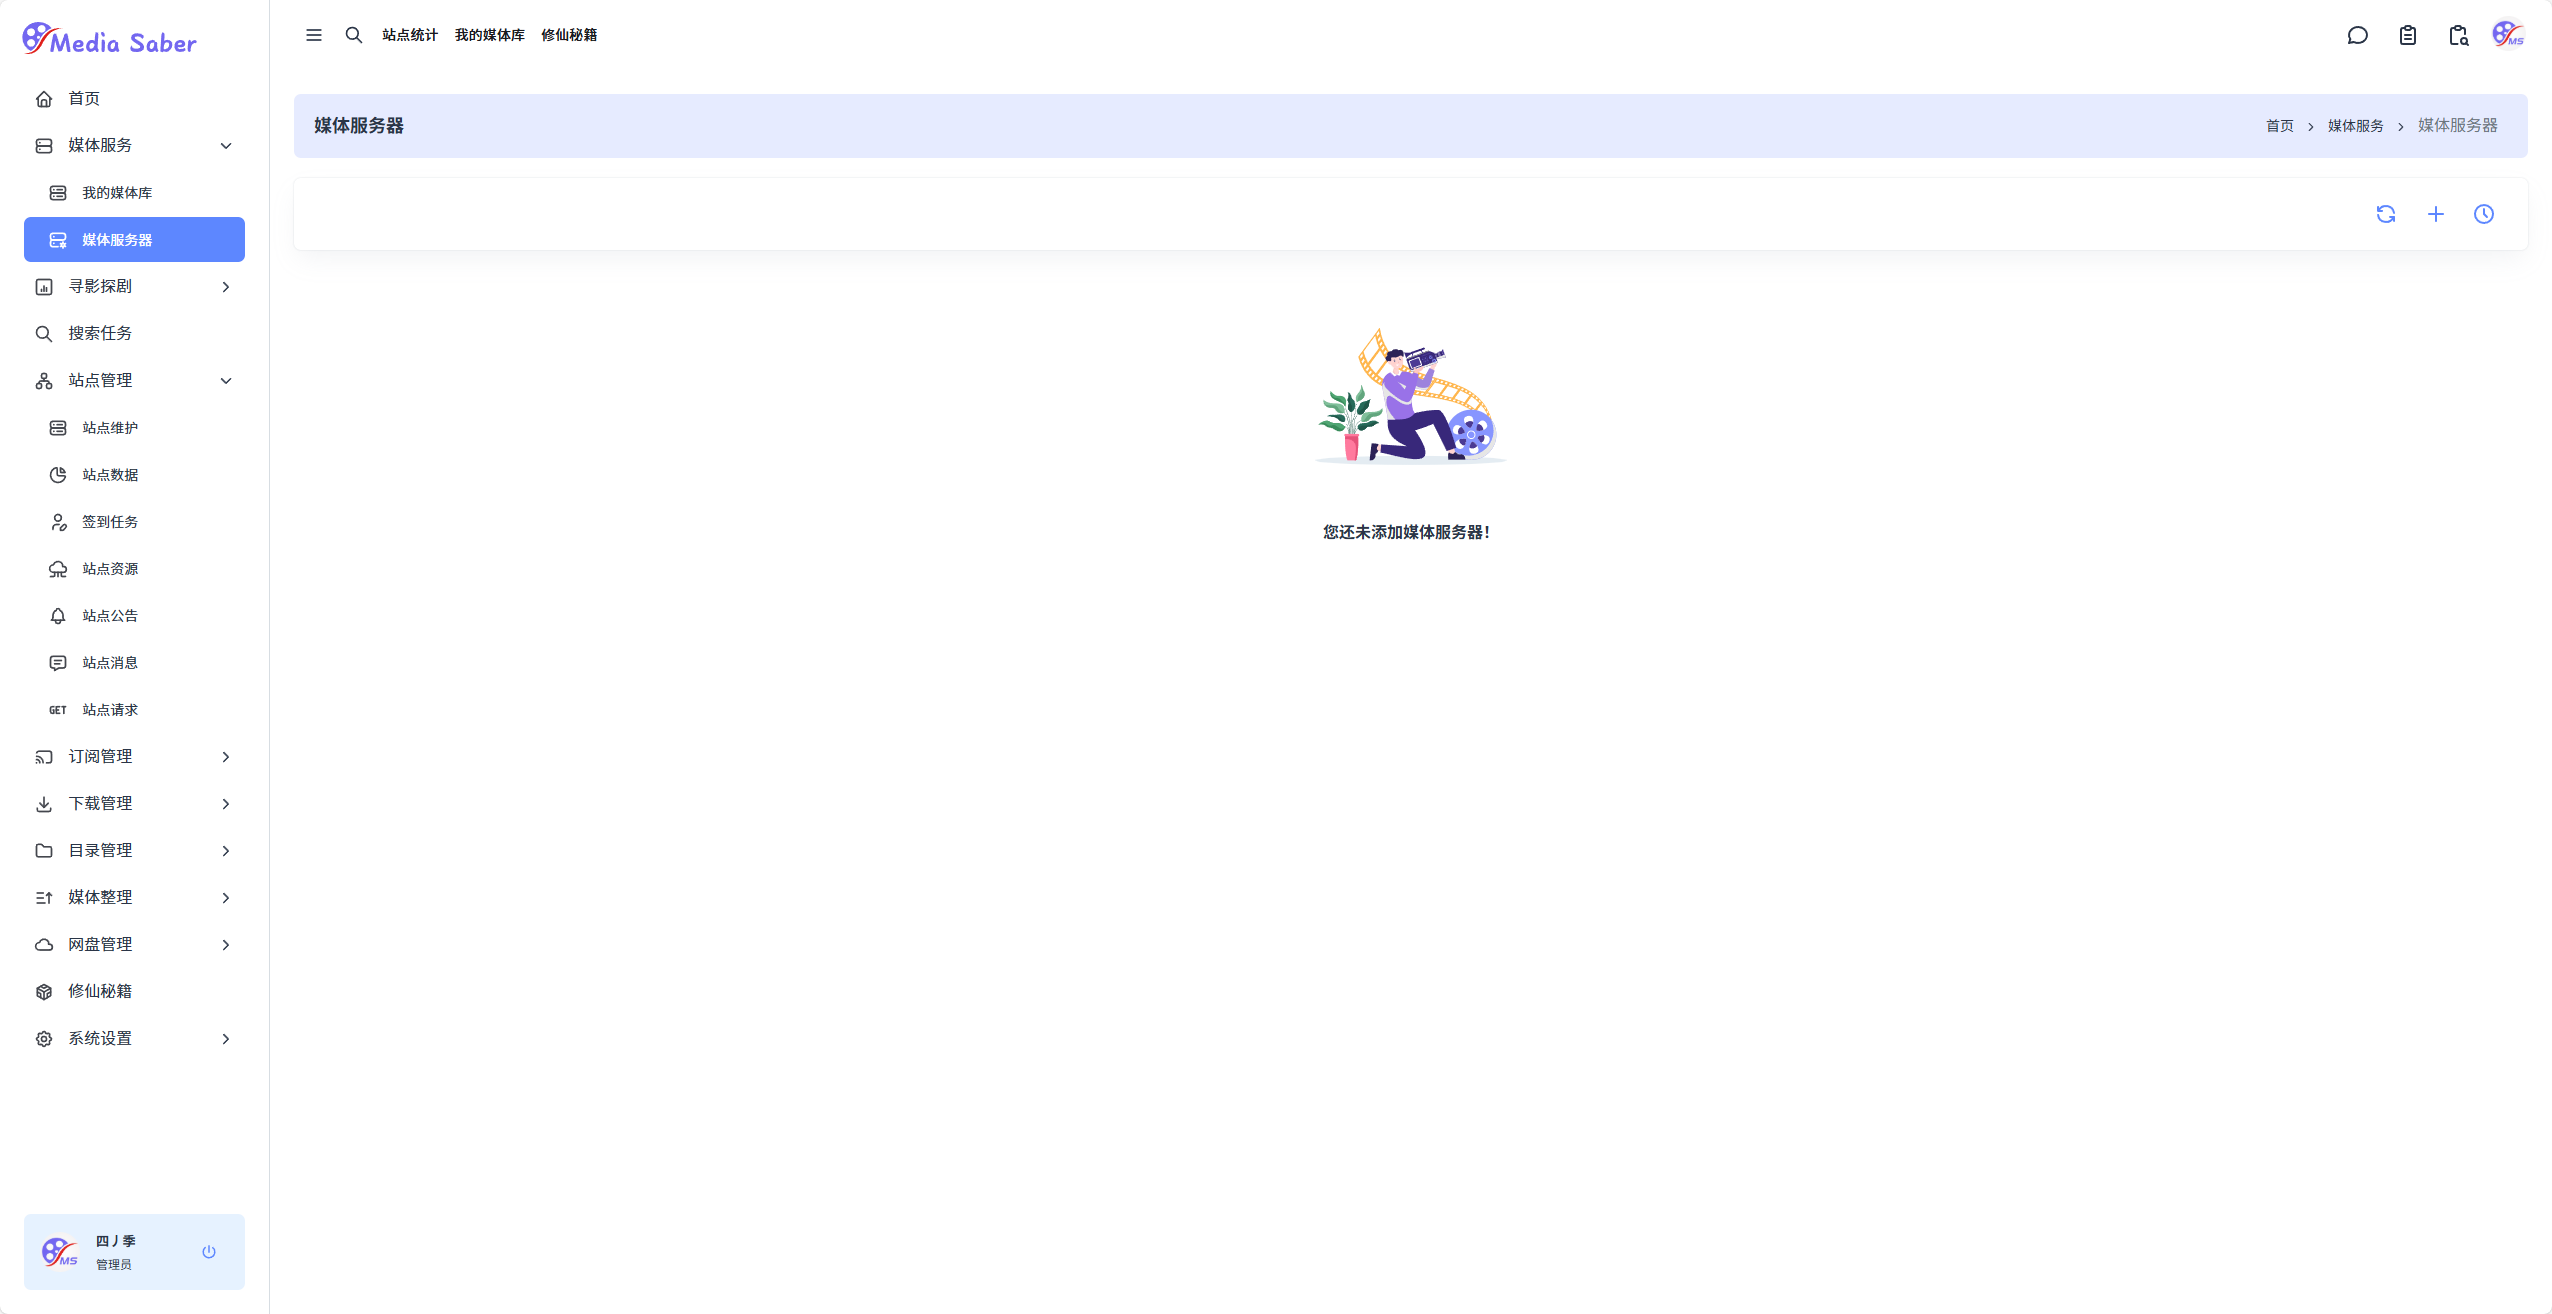 Media Saber
首页
媒体服务
我的媒体库
媒体服务器
寻影探剧
搜索任务
站点管理
站点维护
站点数据
签到任务
站点资源
站点公告
站点消息
GET 站点请求
订阅管理
下载管理
目录管理
媒体整理
网盘管理
修仙秘籍
系统设置
MS
四丿季
管理员
站点统计 我的媒体库 修仙秘籍
MS
媒体服务器
首页 > 媒体服务 > 媒体服务器
您还未添加媒体服务器!